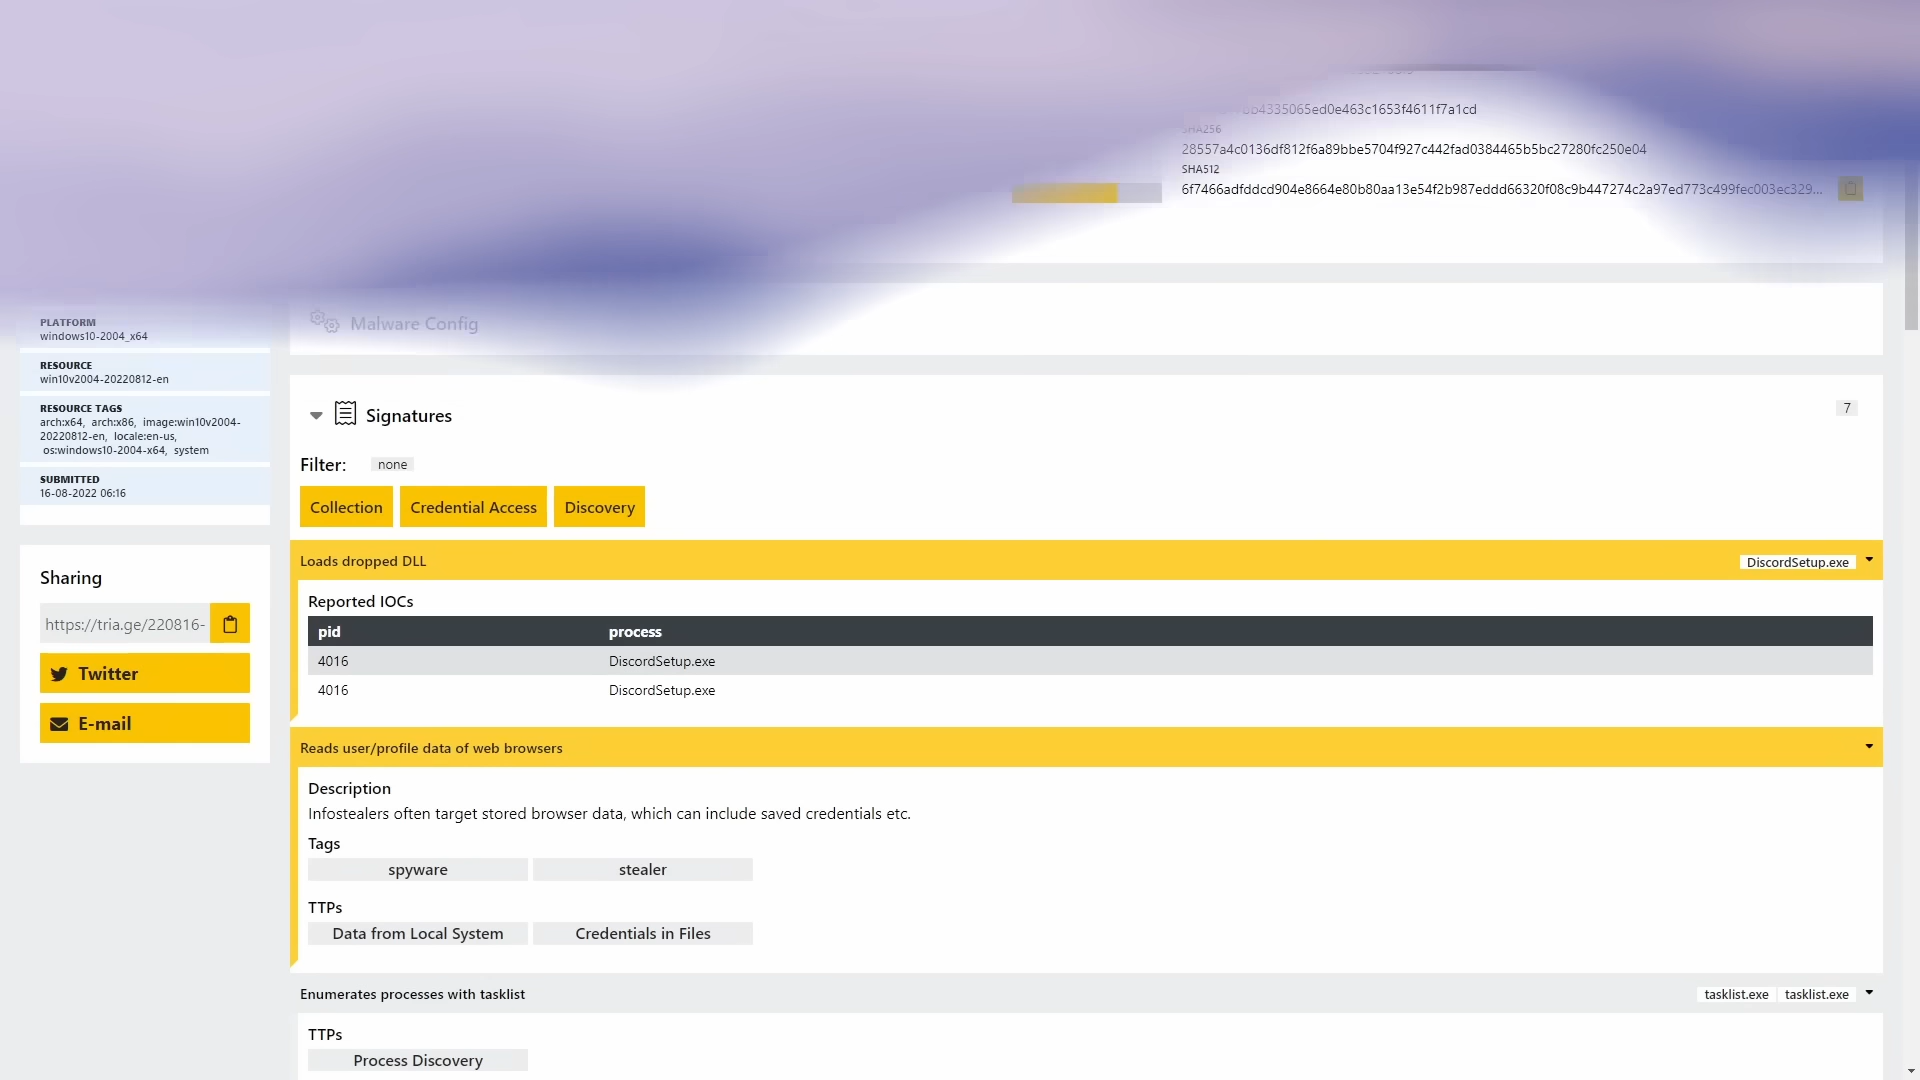 SHA256
28557a4c0136df812f6a89bbe5704f927c442fad0384465b5bc27280fc250e04
SHA512
6f7466adfddcd904e8664e80b80aa13e54f2b987eddd66320f08c9b447274c2a97ed773c499fec003ec329...
PLATFORM
windows10-2004_x64
RESOURCE
win10v2004-20220812-en
RESOURCE TAGS
arch:x64, arch:x86, image:win10v2004-
20220812-en, locale:en-us,
os:windows10-2004-x64, system
SUBMITTED
16-08-2022 06:16
Sharing
https://tria.ge/220816-
Twitter
E-mail
Malware Config
Signatures
7
Filter: none
Collection Credential Access Discovery
Loads dropped DLL DiscordSetup.exe
Reported IOCs
pid process
4016 DiscordSetup.exe
4016 DiscordSetup.exe
Reads user/profile data of web browsers
Description
Infostealers often target stored browser data, which can include saved credentials etc.
Tags
spyware stealer
TTPs
Data from Local System Credentials in Files
Enumerates processes with tasklist tasklist.exe tasklist.exe
TTPs
Process Discovery